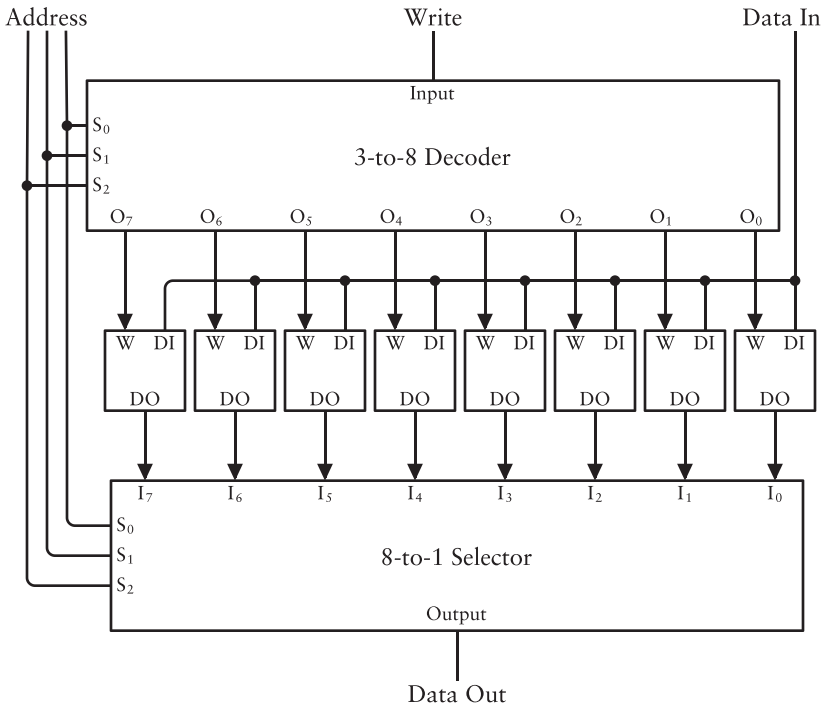 Address Write Data In
Input
S₀
S₁ 3-to-8 Decoder
S₂
O₇ O₆ O₅ O₄ O₃ O₂ O₁ O₀
W DI W DI W DI W DI W DI W DI W DI W DI
DO DO DO DO DO DO DO DO
I₇ I₆ I₅ I₄ I₃ I₂ I₁ I₀
S₀
S₁ 8-to-1 Selector
S₂
Output
Data Out